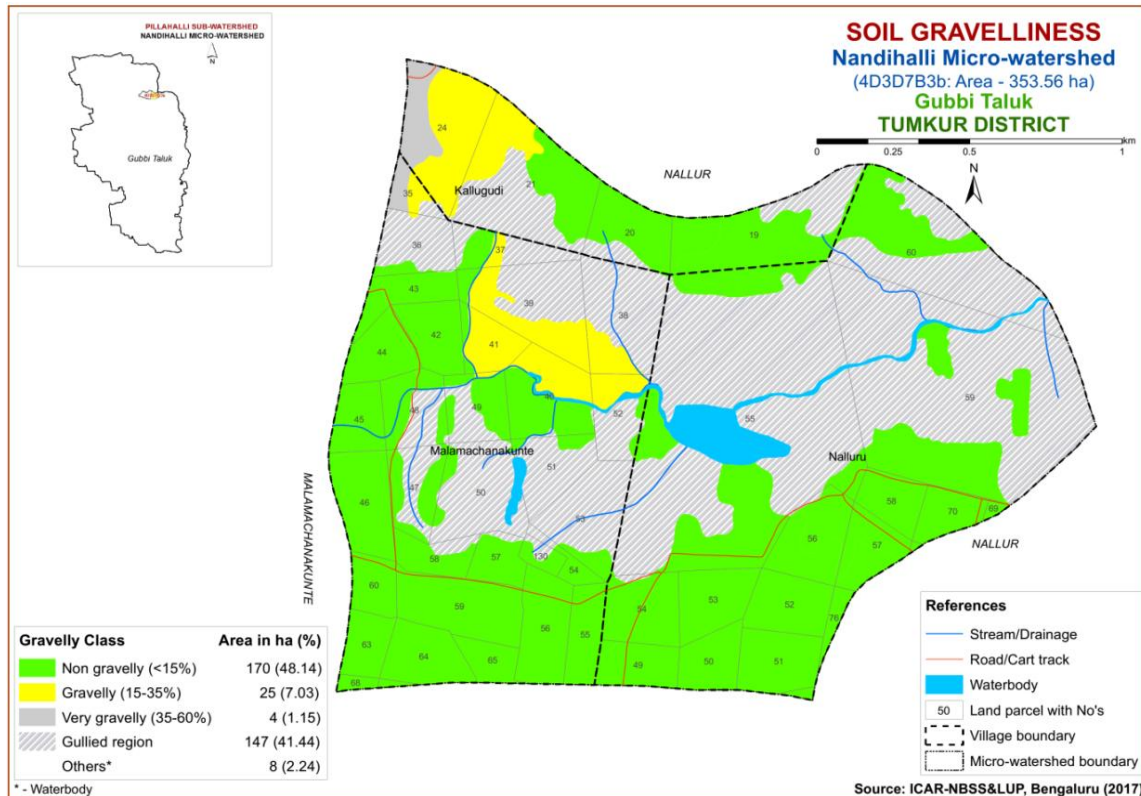 PILLAHALLI SUB-WATERSHED
NANDIHALLI MICRO-WATERSHED
N
Gubbi Taluk
SOIL GRAVELLINESS
Nandihalli Micro-watershed
(4D3D7B3b: Area - 353.56 ha)
Gubbi Taluk
TUMKUR DISTRICT
km
0 0.25 0.5 1
N
NALLUR
24
Kallugudi
21
35
20
19
60
36
37
43
39
38
42
41
44
59
48
49
46
52
55
45
Malamachanakunte
51
Nalluru
47
50
46
53
58
70
69
MALAMACHANAKUNTE
NALLUR
56
57
58
57
130
54
60
59
54
53
52
76
56
55
63
64
65
49
50
51
68
Gravelly Class Area in ha (%)
Non gravelly (<15%) 170 (48.14)
Gravelly (15-35%) 25 (7.03)
Very gravelly (35-60%) 4 (1.15)
Gullied region 147 (41.44)
Others* 8 (2.24)
* - Waterbody
References
Stream/Drainage
Road/Cart track
Waterbody
50 Land parcel with No's
Village boundary
Micro-watershed boundary
Source: ICAR-NBSS&LUP, Bengaluru (2017)